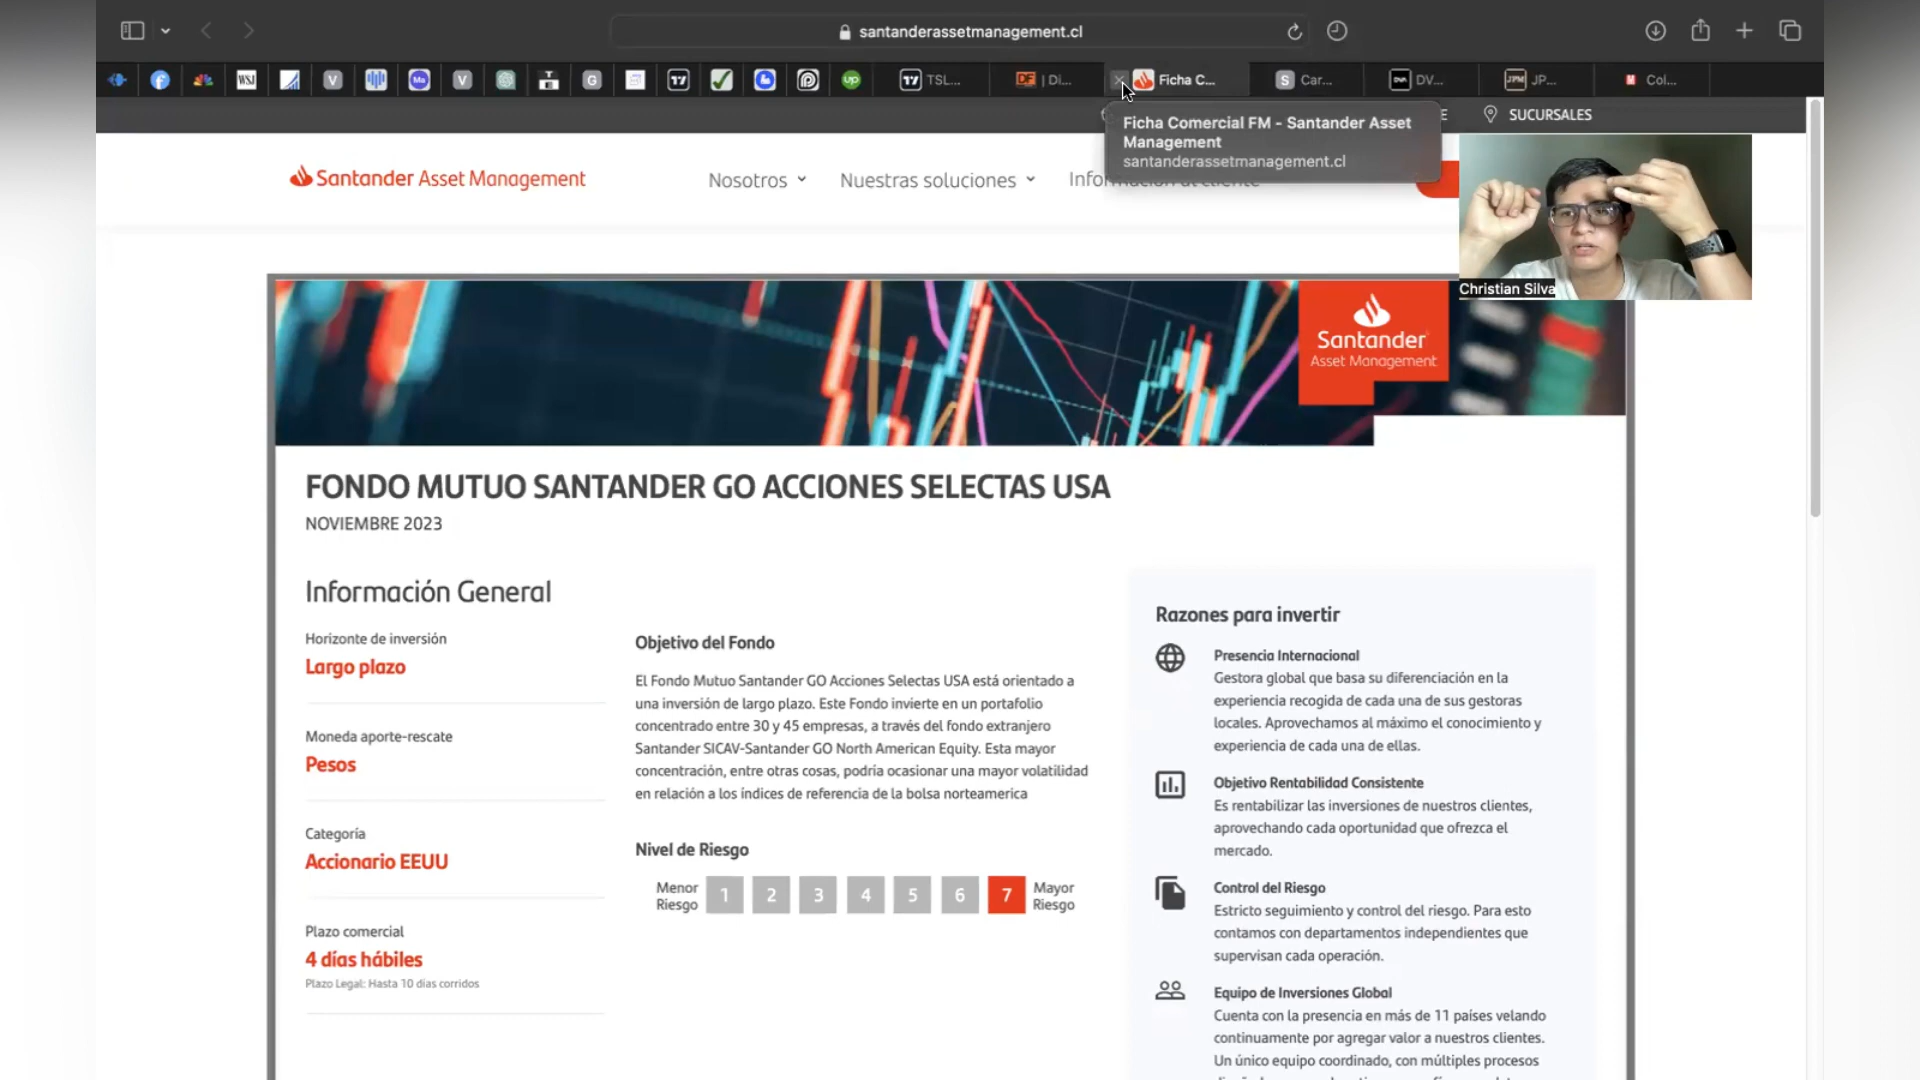 santanderassetmanagement.cl
TSL...
DF | Di...
Ficha C...
Car...
DV...
JP...
Col...
SUCURSALES
Ficha Comercial FM - Santander Asset
Management
santanderassetmanagement.cl
Santander Asset Management
Nosotros
Nuestras soluciones
Información al cliente
Christian Silva
Santander
Asset Management
FONDO MUTUO SANTANDER GO ACCIONES SELECTAS USA
NOVIEMBRE 2023
Información General
Horizonte de inversión
Largo plazo
Moneda aporte-rescate
Pesos
Categoría
Accionario EEUU
Plazo comercial
4 días hábiles
Plazo Legal: Hasta 10 días corridos
Objetivo del Fondo
El Fondo Mutuo Santander GO Acciones Selectas USA está orientado a
una inversión de largo plazo. Este Fondo invierte en un portafolio
concentrado entre 30 y 45 empresas, a través del fondo extranjero
Santander SICAV-Santander GO North American Equity. Esta mayor
concentración, entre otras cosas, podría ocasionar una mayor volatilidad
en relación a los índices de referencia de la bolsa norteamerica
Nivel de Riesgo
Menor
Riesgo
1 2 3 4 5 6 7
Mayor
Riesgo
Razones para invertir
Presencia Internacional
Gestora global que basa su diferenciación en la
experiencia recogida de cada una de sus gestoras
locales. Aprovechamos al máximo el conocimiento y
experiencia de cada una de ellas.
Objetivo Rentabilidad Consistente
Es rentabilizar las inversiones de nuestros clientes,
aprovechando cada oportunidad que ofrezca el
mercado.
Control del Riesgo
Estricto seguimiento y control del riesgo. Para esto
contamos con departamentos independientes que
supervisan cada operación.
Equipo de Inversiones Global
Cuenta con la presencia en más de 11 países velando
continuamente por agregar valor a nuestros clientes.
Un único equipo coordinado, con múltiples procesos